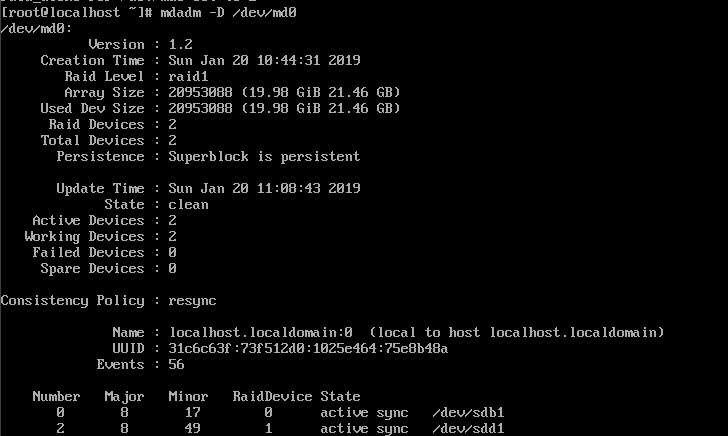 [root@localhost ~]# mdadm -D /dev/md0
/dev/md0:
Version : 1.2
Creation Time : Sun Jan 20 10:44:31 2019
Raid Level : raid1
Array Size : 20953088 (19.98 GiB 21.46 GB)
Used Dev Size : 20953088 (19.98 GiB 21.46 GB)
Raid Devices : 2
Total Devices : 2
Persistence : Superblock is persistent
Update Time : Sun Jan 20 11:08:43 2019
State : clean
Active Devices : 2
Working Devices : 2
Failed Devices : 0
Spare Devices : 0
Consistency Policy : resync
Name : localhost.localdomain:0 (local to host localhost.localdomain)
UUID : 31c6c63f:73f512d0:1025e464:75e8b48a
Events : 56
Number Major Minor RaidDevice State
0 8 17 0 active sync /dev/sdb1
2 8 49 1 active sync /dev/sdd1